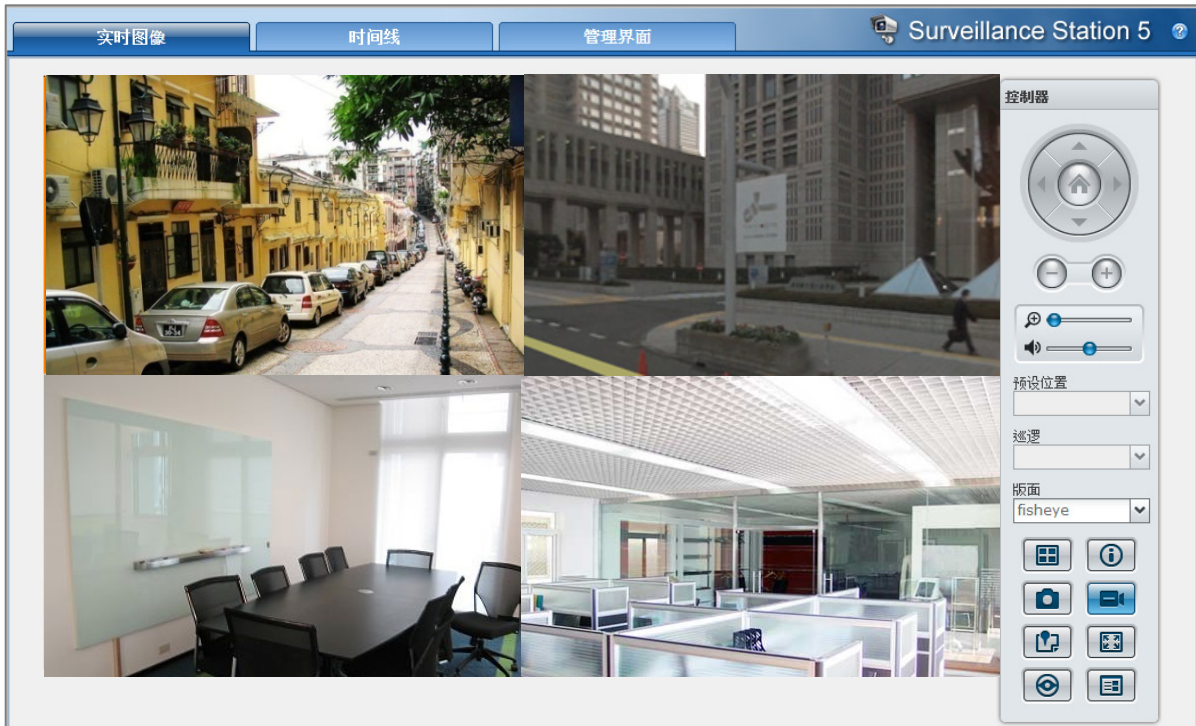 实时图像
时间线
管理界面
Surveillance Station 5
控制器
预设位置
巡逻
版面
fisheye